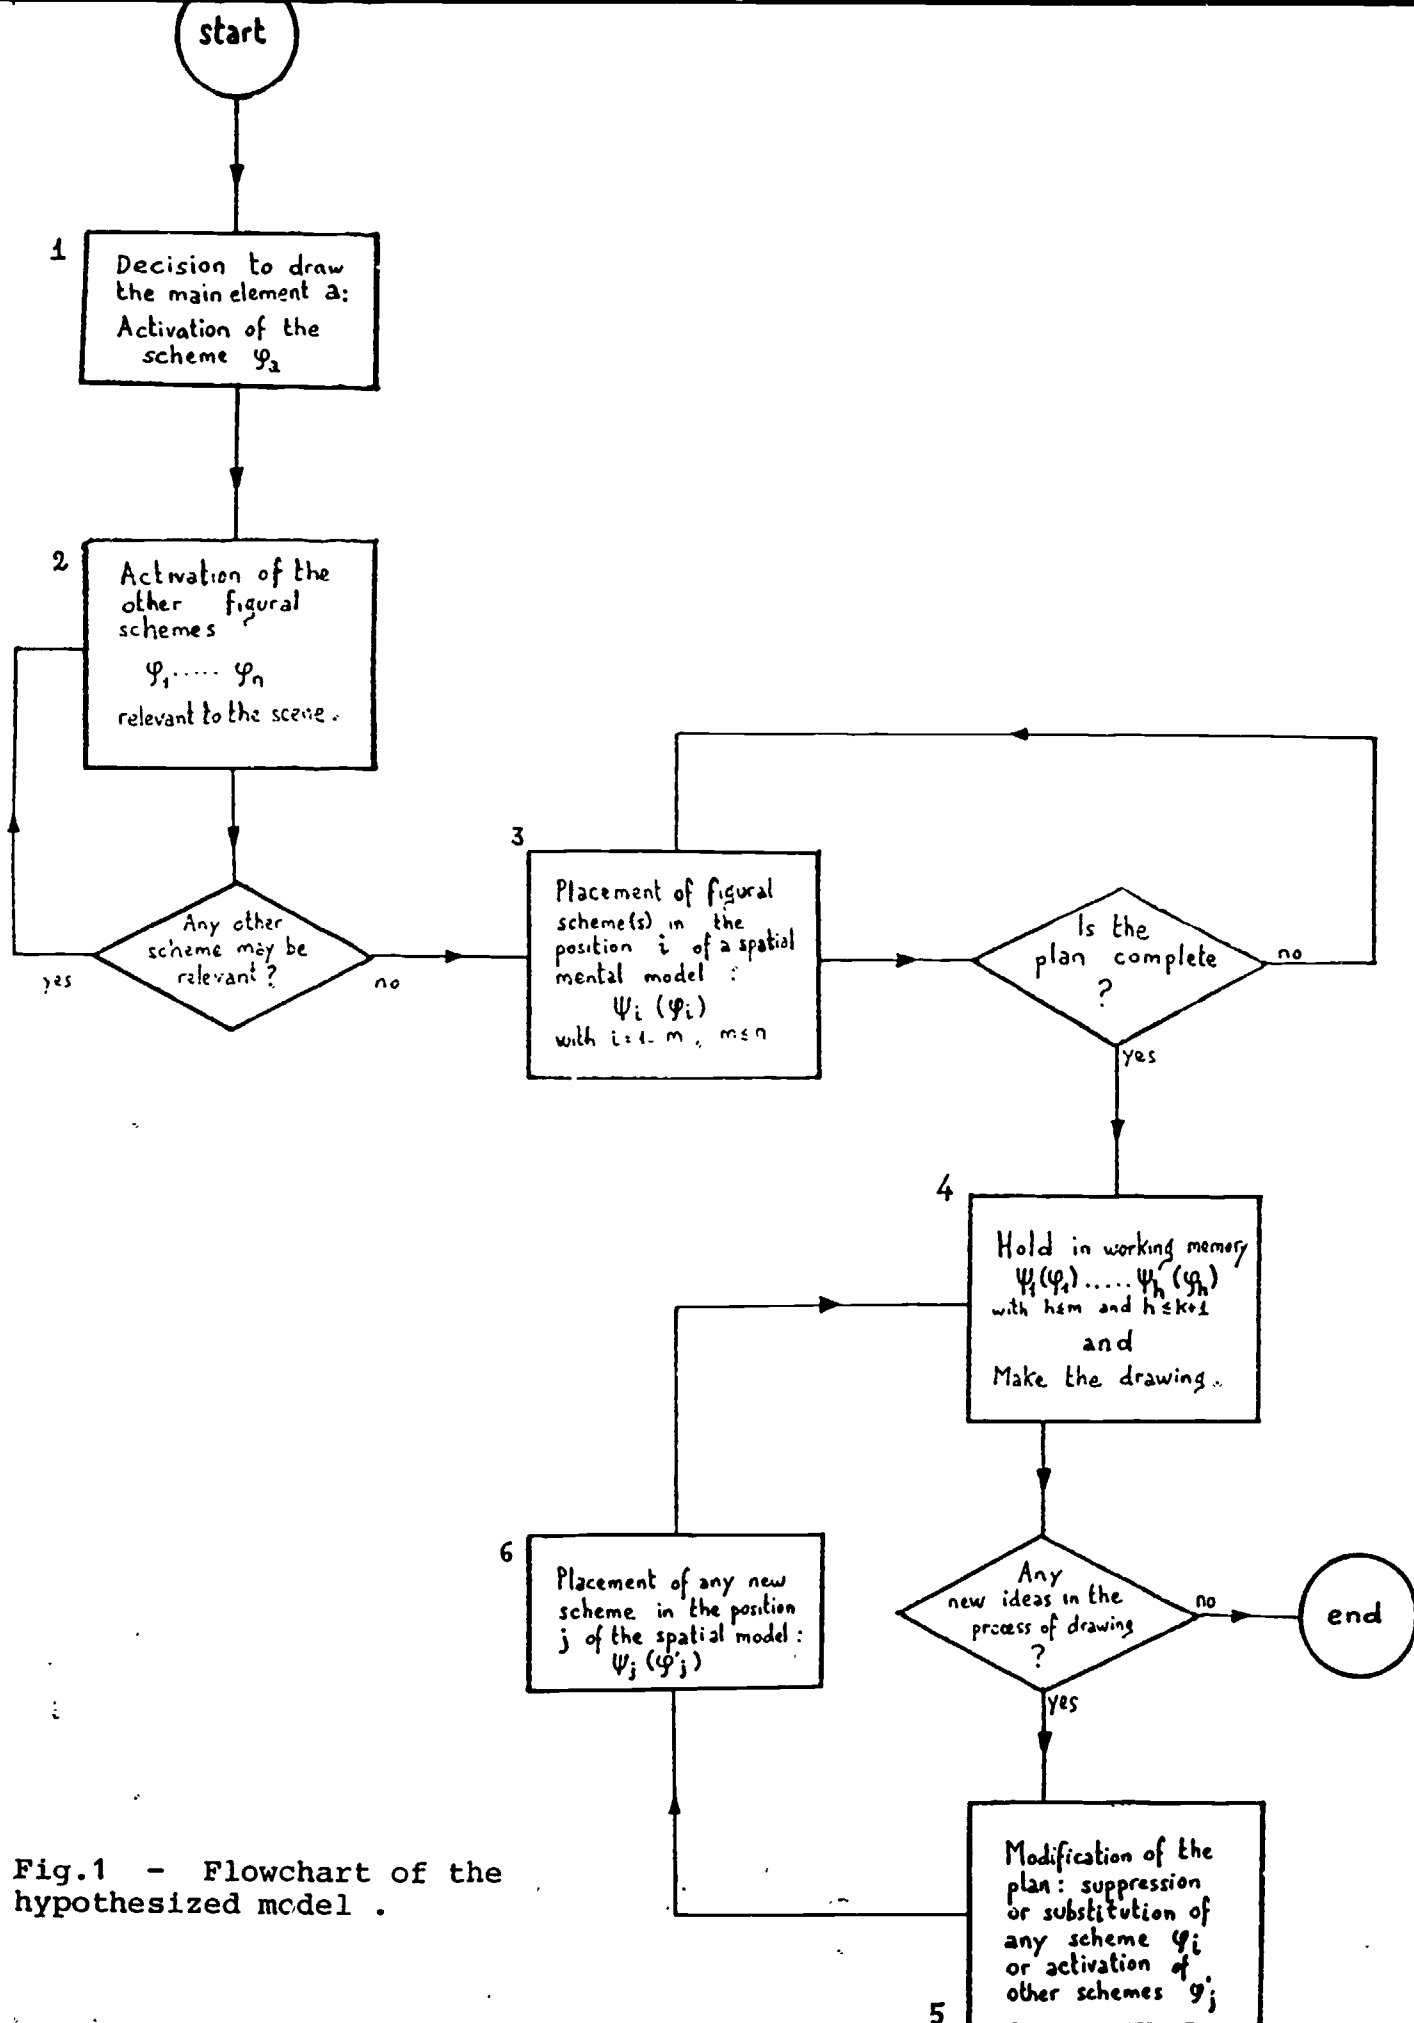 start
1
Decision to draw
the main element a:
Activation of the
scheme φa
2
Activation of the
other figural
schemes
φ1..... φn
relevant to the scene.
Any other
scheme may be
relevant?
yes
no
3
Placement of figural
scheme(s) in the
position i of a spatial
mental model :
ψi (φi)
with i=1- m, m≤n
Is the
plan complete
?
no
yes
4
Hold in working memory
ψ1(φ1).....ψh(φh)
with h≤m and h≤k+1
and
Make the drawing.
Any
new ideas in the
process of drawing
?
no
end
yes
6
Placement of any new
scheme in the position
j of the spatial model:
ψj (φ'j)
Modification of the
plan: suppression
or substitution of
any scheme φi
or activation of
other schemes φ'j
5
Fig.1 - Flowchart of the
hypothesized model .